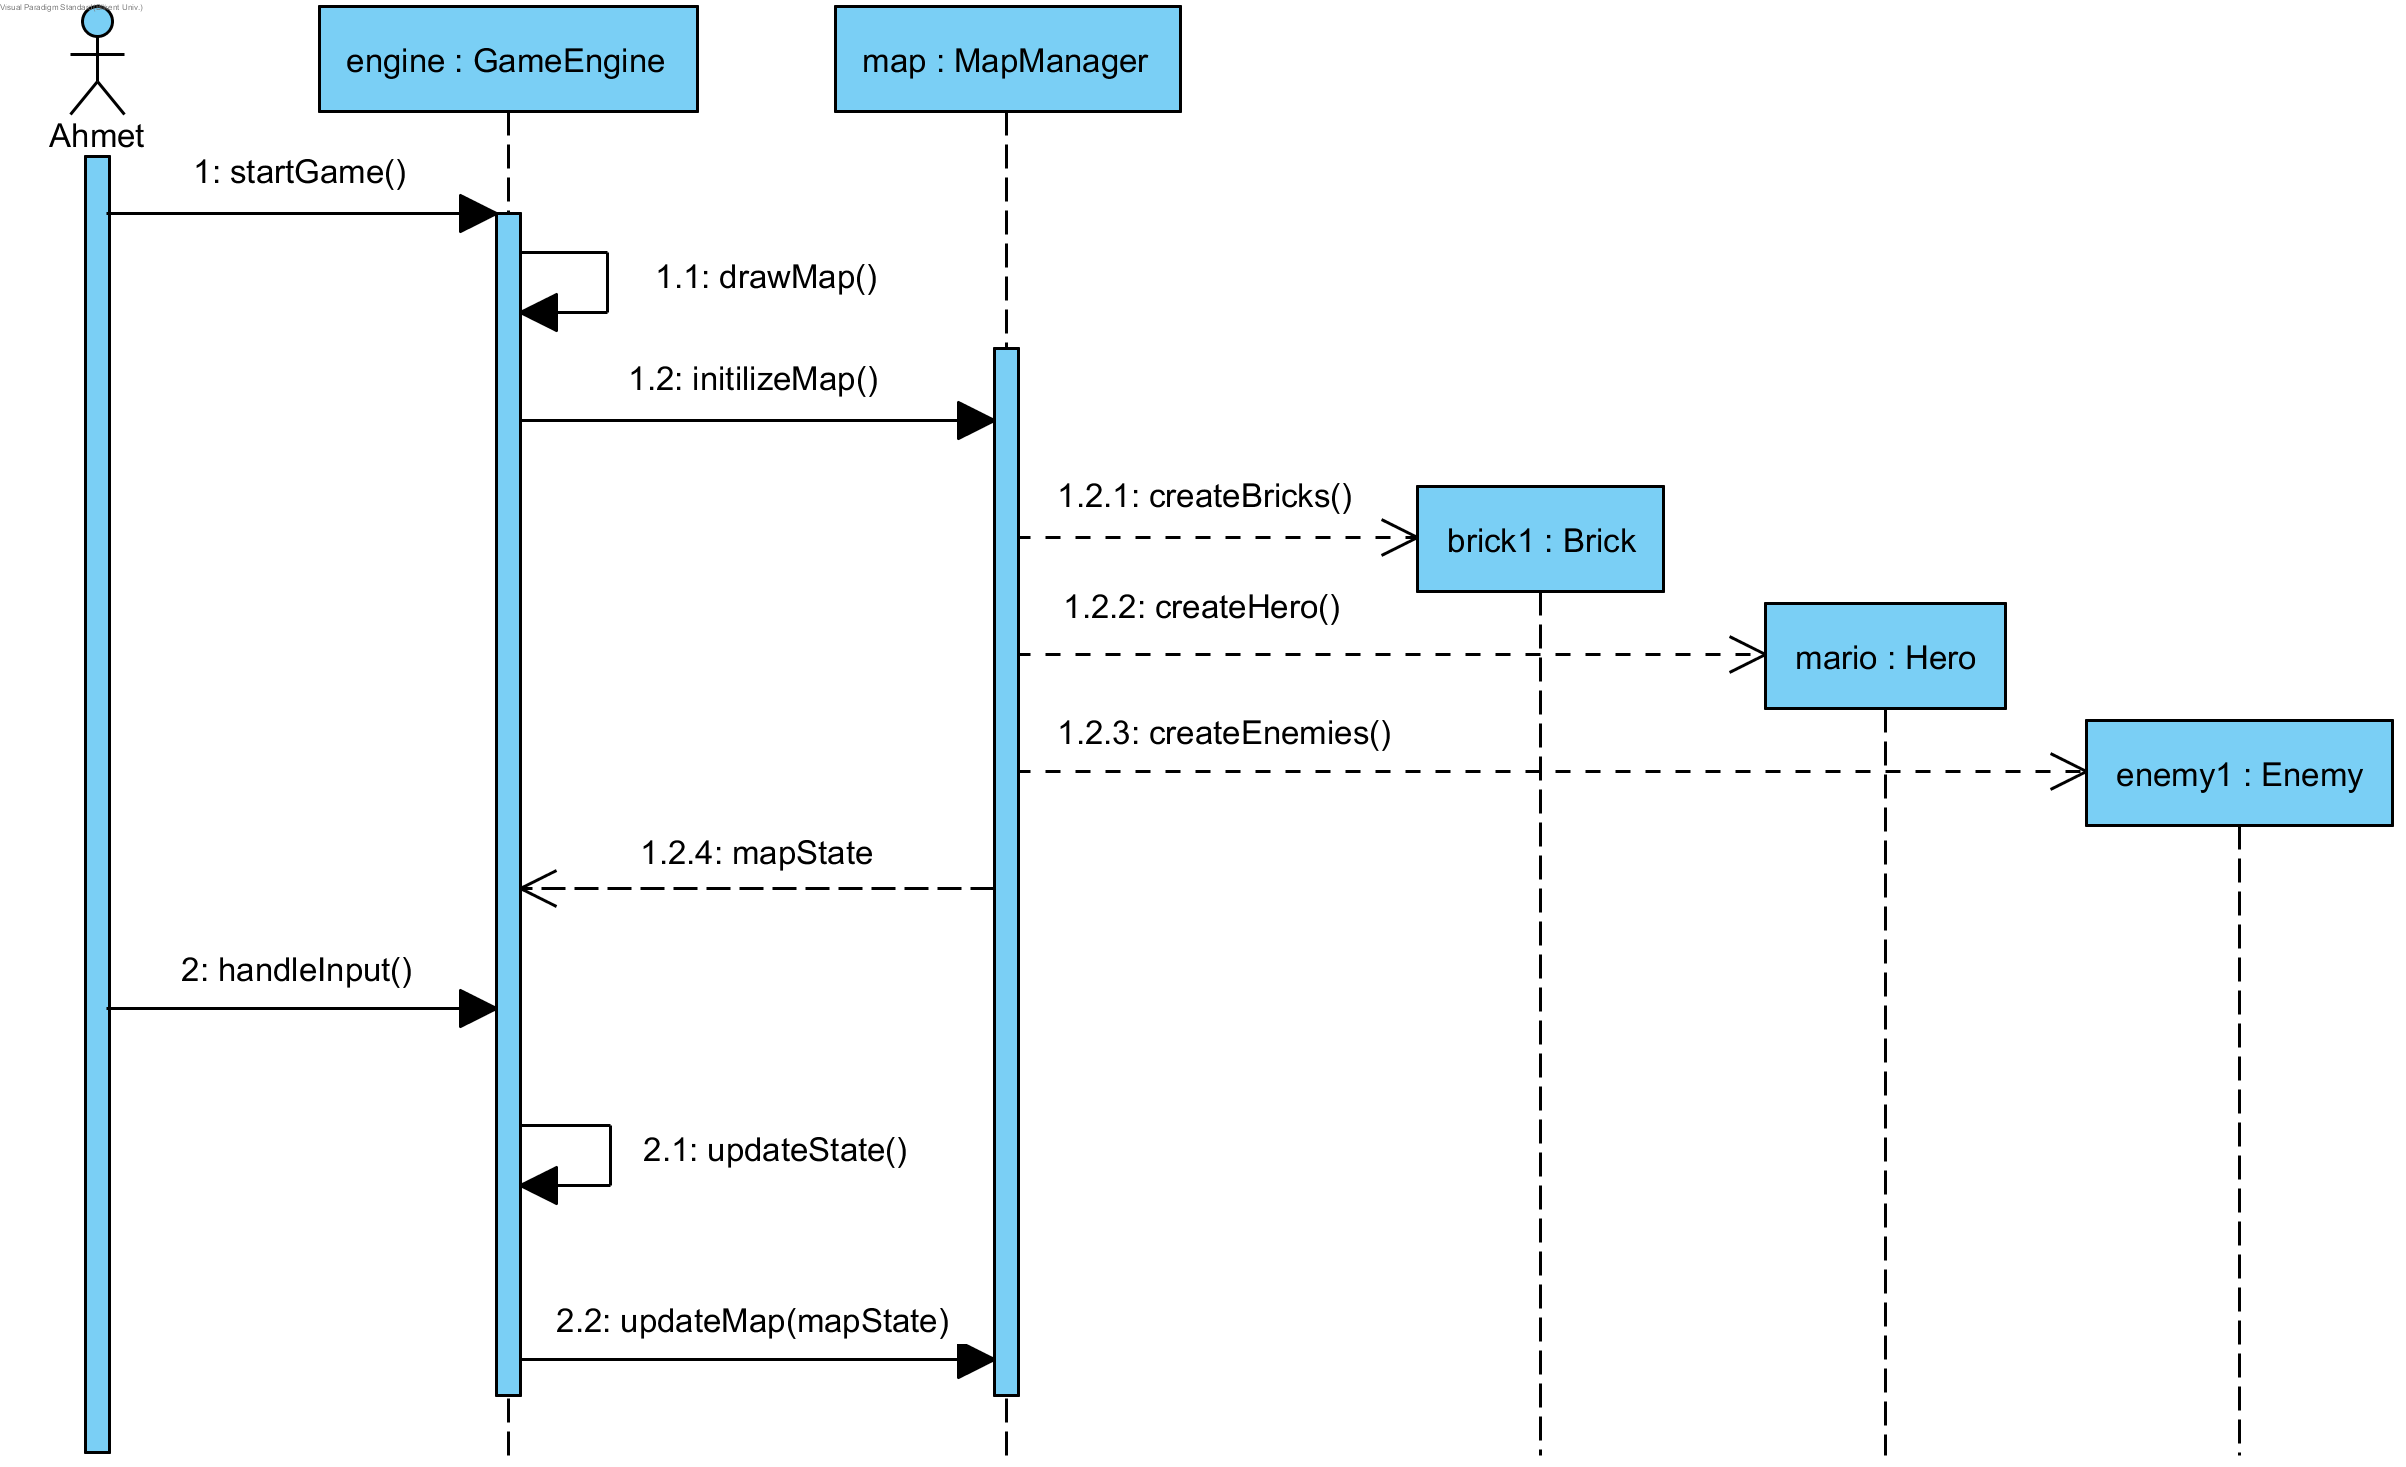 Visual Paradigm Standard
ent Univ.)
engine : GameEngine
map : MapManager
Ahmet
1: startGame()
1.1: drawMap()
1.2: initilizeMap()
1.2.1: createBricks()
brick1 : Brick
1.2.2: createHero()
mario : Hero
1.2.3: createEnemies()
enemy1 : Enemy
1.2.4: mapState
2: handleInput()
2.1: updateState()
2.2: updateMap(mapState)